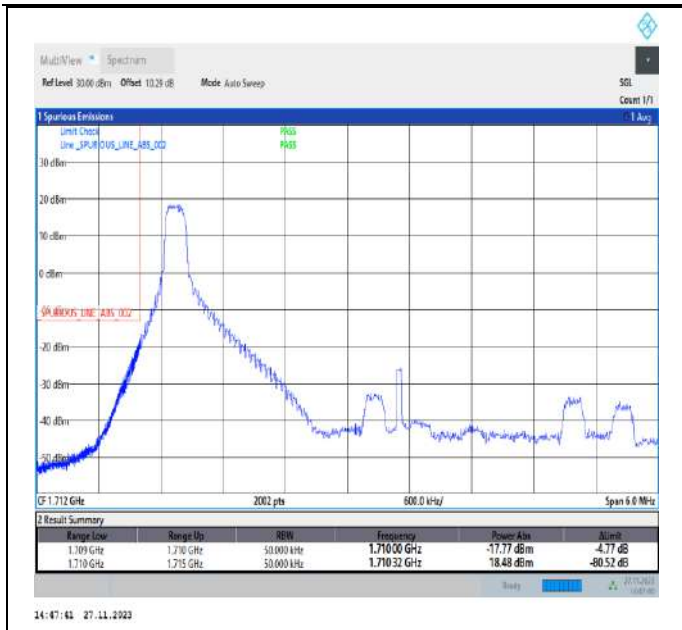 MultiView Spectrum
Ref Level 30.00 dBm Offset 10.29 dB Mode Auto Sweep SGL
Count 1/1
1 Spurious Emissions 1 Avg
Limit Check PASS
Line _SPURIOUS_LINE_ABS_002 PASS
30 dBm
20 dBm
10 dBm
0 dBm
SPURIOUS_LINE_ABS_002
-20 dBm
-30 dBm
-40 dBm
-50 dBm
CF 1.712 GHz 2002 pts 600.0 kHz/ Span 6.0 MHz
2 Result Summary
Range Low Range Up RBW Frequency Power Abs ΔLimit
1.709 GHz 1.710 GHz 50.000 kHz 1.71000 GHz -17.77 dBm -4.77 dB
1.710 GHz 1.715 GHz 50.000 kHz 1.71032 GHz 18.48 dBm -80.52 dB
Ready 27.11.2023
14:47:41 27.11.2023